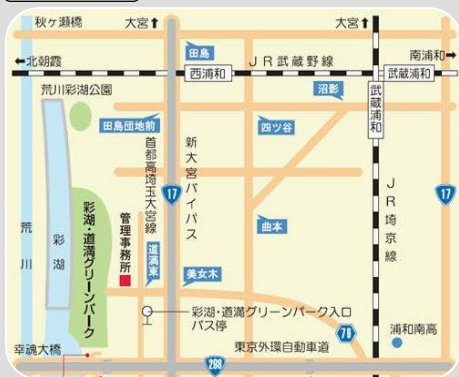 秋ヶ瀬橋
大宮↑
大宮↑
田島
JR武蔵野線
南浦和→
←北朝霞
西浦和
武蔵浦和
荒川彩湖公園
沼影
武蔵浦和
田島団地前
四ツ谷
首都高埼玉大宮線
新大宮バイパス
17
17
JR埼京線
彩湖・道満グリーンパーク
管理事務所
曲本
荒川
彩湖
道満東
美女木
彩湖・道満グリーンパーク入口
バス停
79
浦和南高
幸魂大橋
東京外環自動車道
298